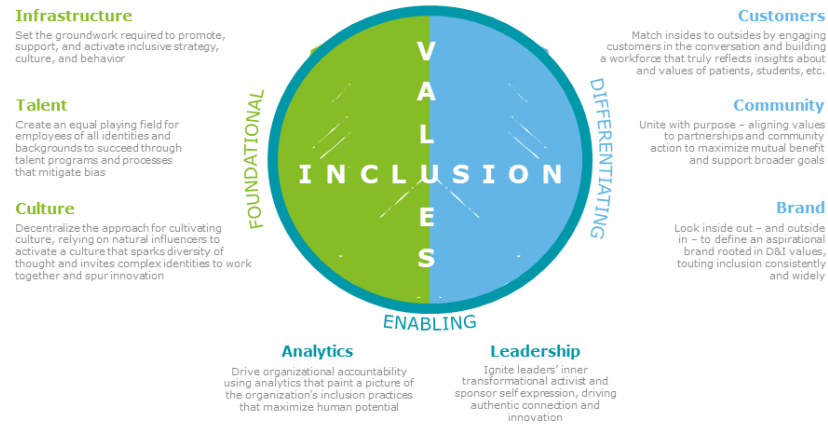 Infrastructure
Set the groundwork required to promote,
support, and activate inclusive strategy,
culture, and behavior
Talent
Create an equal playing field for
employees of all identities and
backgrounds to succeed through
talent programs and processes
that mitigate bias
Culture
Decentralize the approach for cultivating
culture, relying on natural influencers to
activate a culture that sparks diversity of
thought and invites complex identities to work
together and spur innovation
FOUNDATIONAL
VALUES
INCLUSION
DIFFERENTIATING
ENABLING
Customers
Match insides to outsides by engaging
customers in the conversation and building
a workforce that truly reflects insights about
and values of patients, students, etc.
Community
Unite with purpose – aligning values
to partnerships and community
action to maximize mutual benefit
and support broader goals
Brand
Look inside out – and outside
in – to define an aspirational
brand rooted in D&I values,
touting inclusion consistently
and widely
Analytics
Drive organizational accountability
using analytics that paint a picture of
the organization's inclusion practices
that maximize human potential
Leadership
Ignite leaders' inner
transformational activist and
sponsor self expression, driving
authentic connection and
innovation